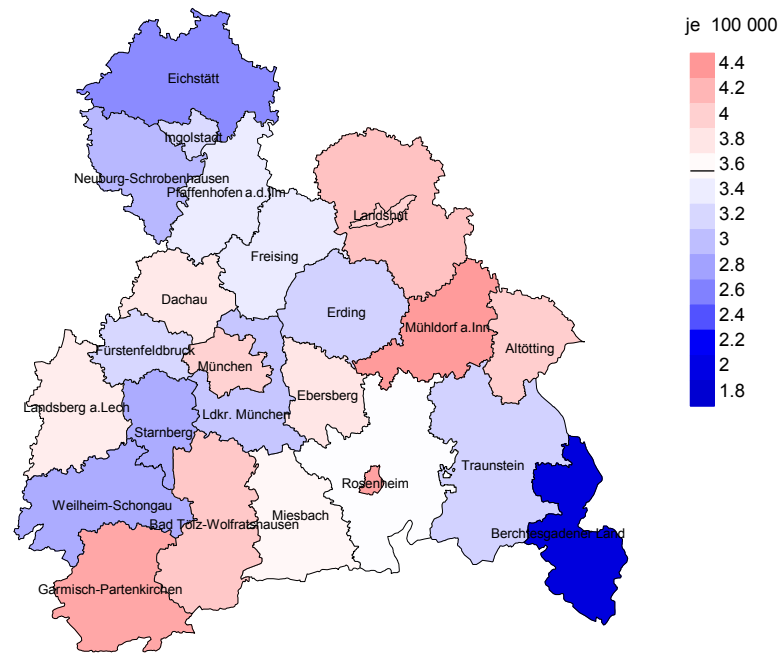 je 100 000
4.4
4.2
4
3.8
3.6
3.4
3.2
3
2.8
2.6
2.4
2.2
2
1.8
Eichstätt
Ingolstadt
Neuburg-Schrobenhausen
Pfaffenhofen a.d.Ilm
Landshut
Freising
Dachau
Erding
Mühldorf a.Inn
Altötting
Fürstenfeldbruck
München
Ebersberg
Landsberg a.Lech
Ldkr. München
Starnberg
Traunstein
Rosenheim
Weilheim-Schongau
Miesbach
Bad Tölz-Wolfratshausen
Berchtesgadener Land
Garmisch-Partenkirchen